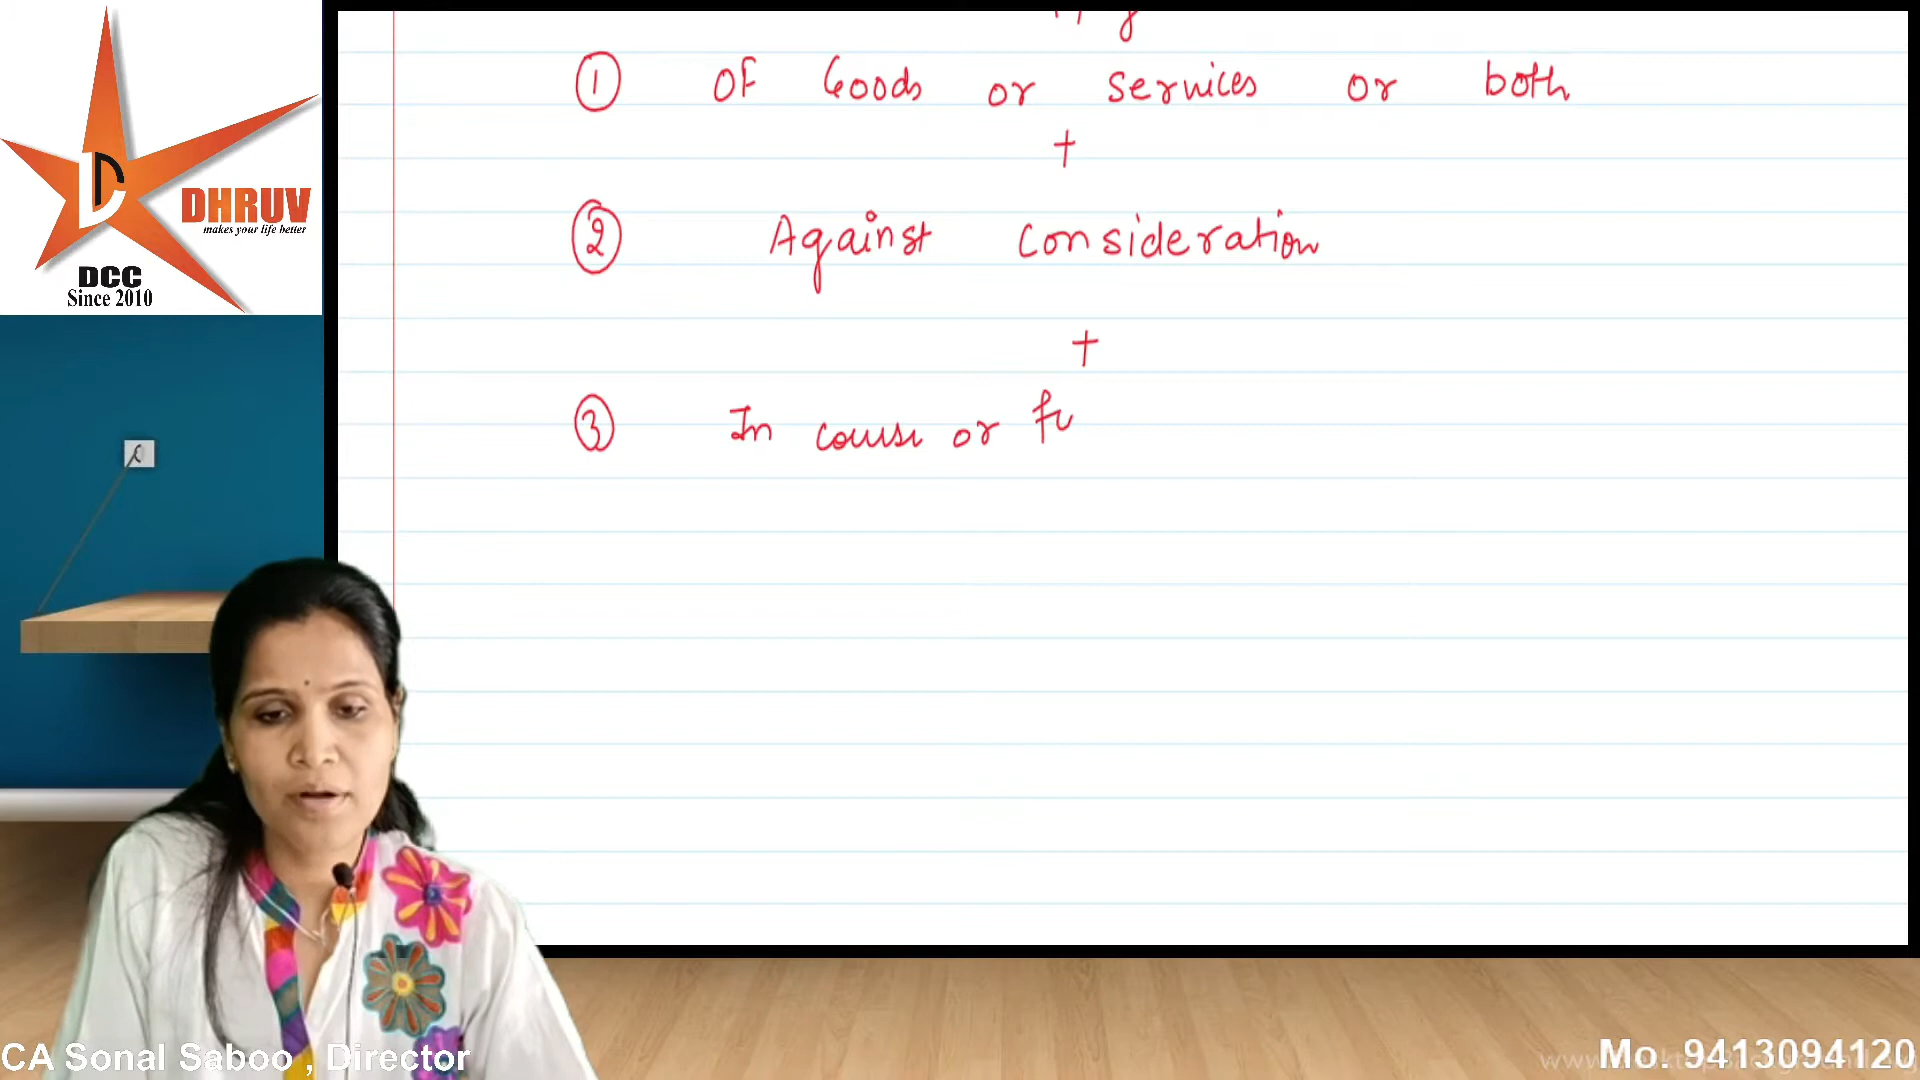 ① Of Goods or services or both
+
② Against consideration
+
③ In course or fu
DHRUV
makes your life better
DCC
Since 2010
CA Sonal Saboo , Director
Mo. 9413094120